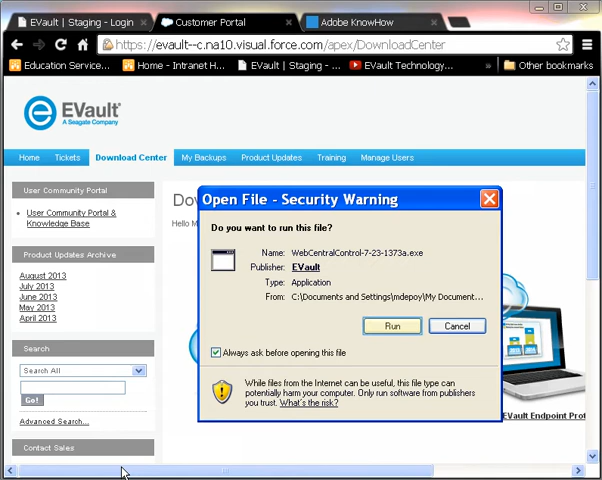 EVault | Staging - Login
Customer Portal
Adobe KnowHow
https://evault--c.na10.visual.force.com/apex/DownloadCenter
Education Service...
Home - Intranet H...
EVault | Staging - ...
EVault Technology...
»
Other bookmarks
EVault®
A Seagate Company
Home
Tickets
Download Center
My Backups
Product Updates
Training
Manage Users
User Community Portal
User Community Portal &
Knowledge Base
Product Updates Archive
August 2013
July 2013
June 2013
May 2013
April 2013
Search
Search All
Go!
Advanced Search...
Contact Sales
Hello M
Open File - Security Warning
Do you want to run this file?
Name: WebCentralControl-7-23-1373a.exe
Publisher: EVault
Type: Application
From: C:\Documents and Settings\mdepoy\My Document...
Run
Cancel
Always ask before opening this file
While files from the Internet can be useful, this file type can
potentially harm your computer. Only run software from publishers
you trust. What's the risk?
EVault Endpoint Prot